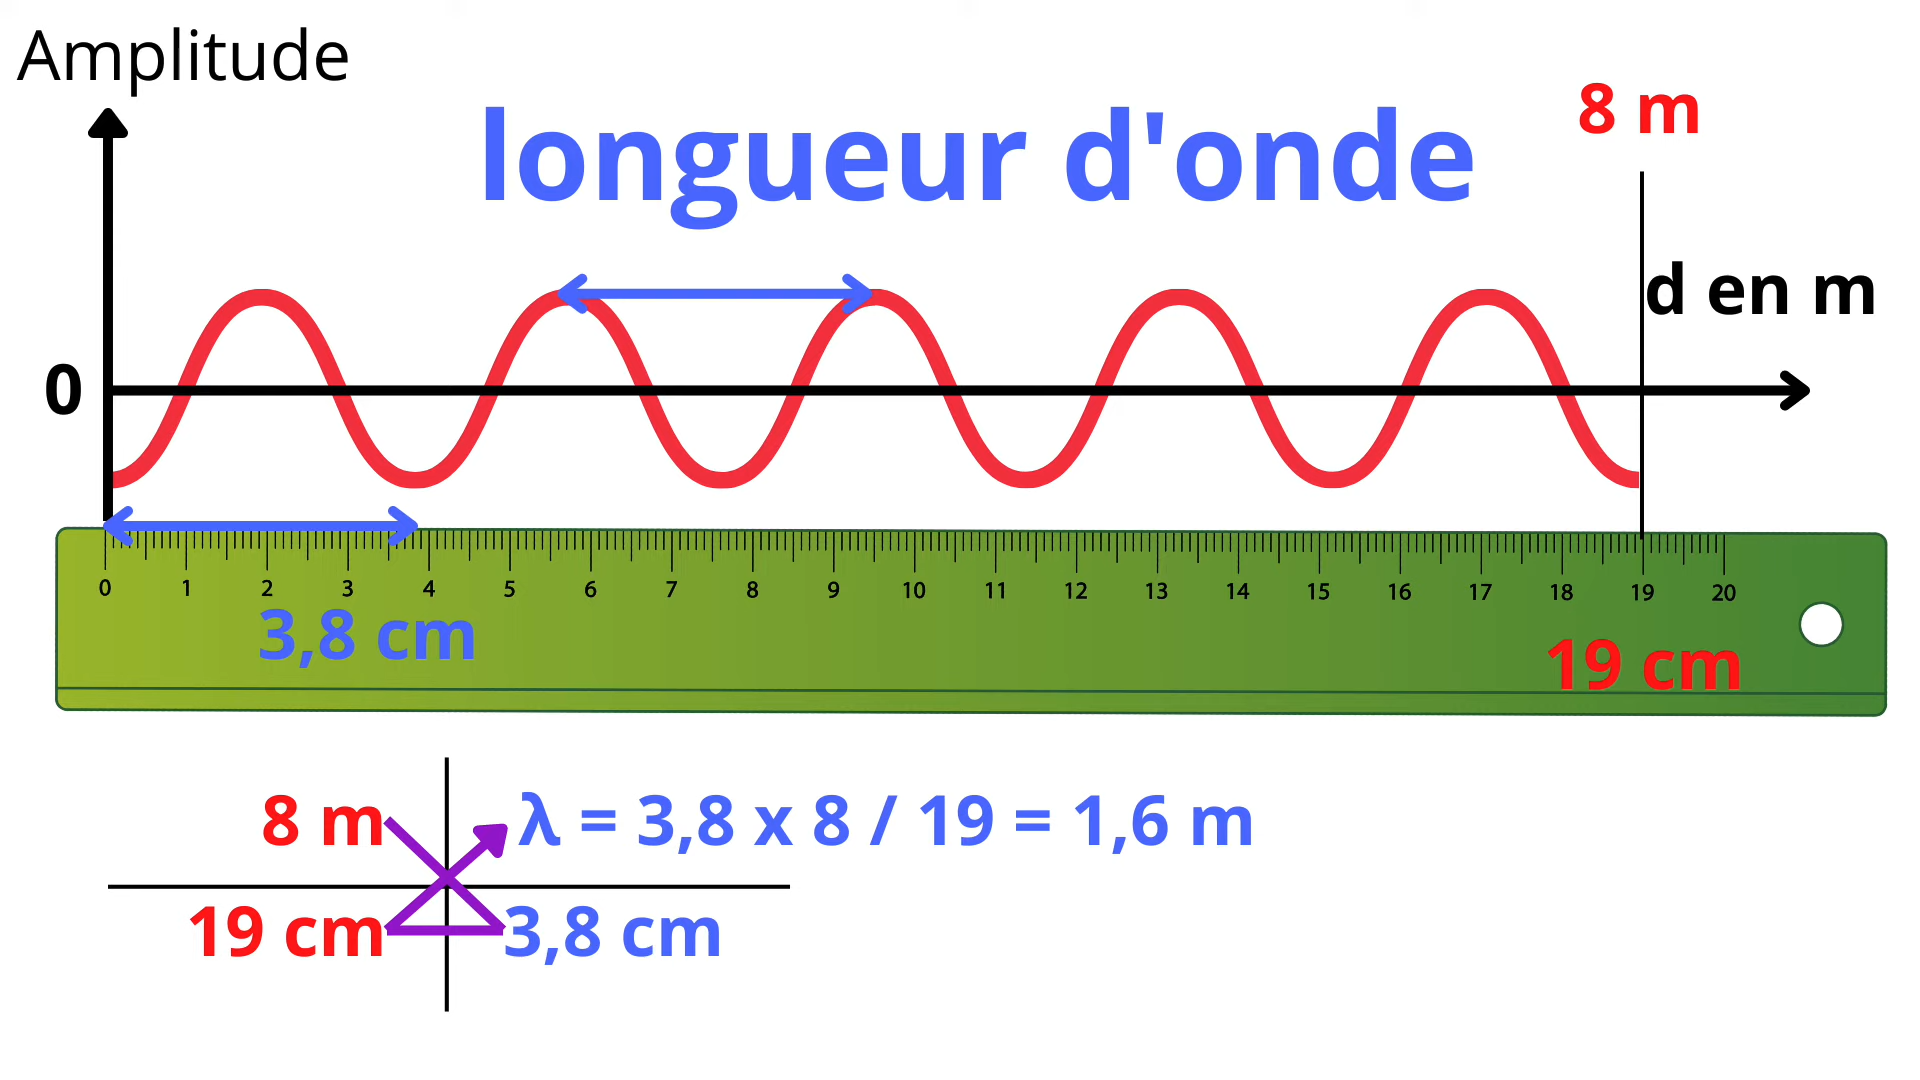 Amplitude
longueur d'onde
8 m
d en m
0
0 1 2 3 4 5 6 7 8 9 10 11 12 13 14 15 16 17 18 19 20
3,8 cm
19 cm
8 m
λ = 3,8 x 8 / 19 = 1,6 m
19 cm
3,8 cm